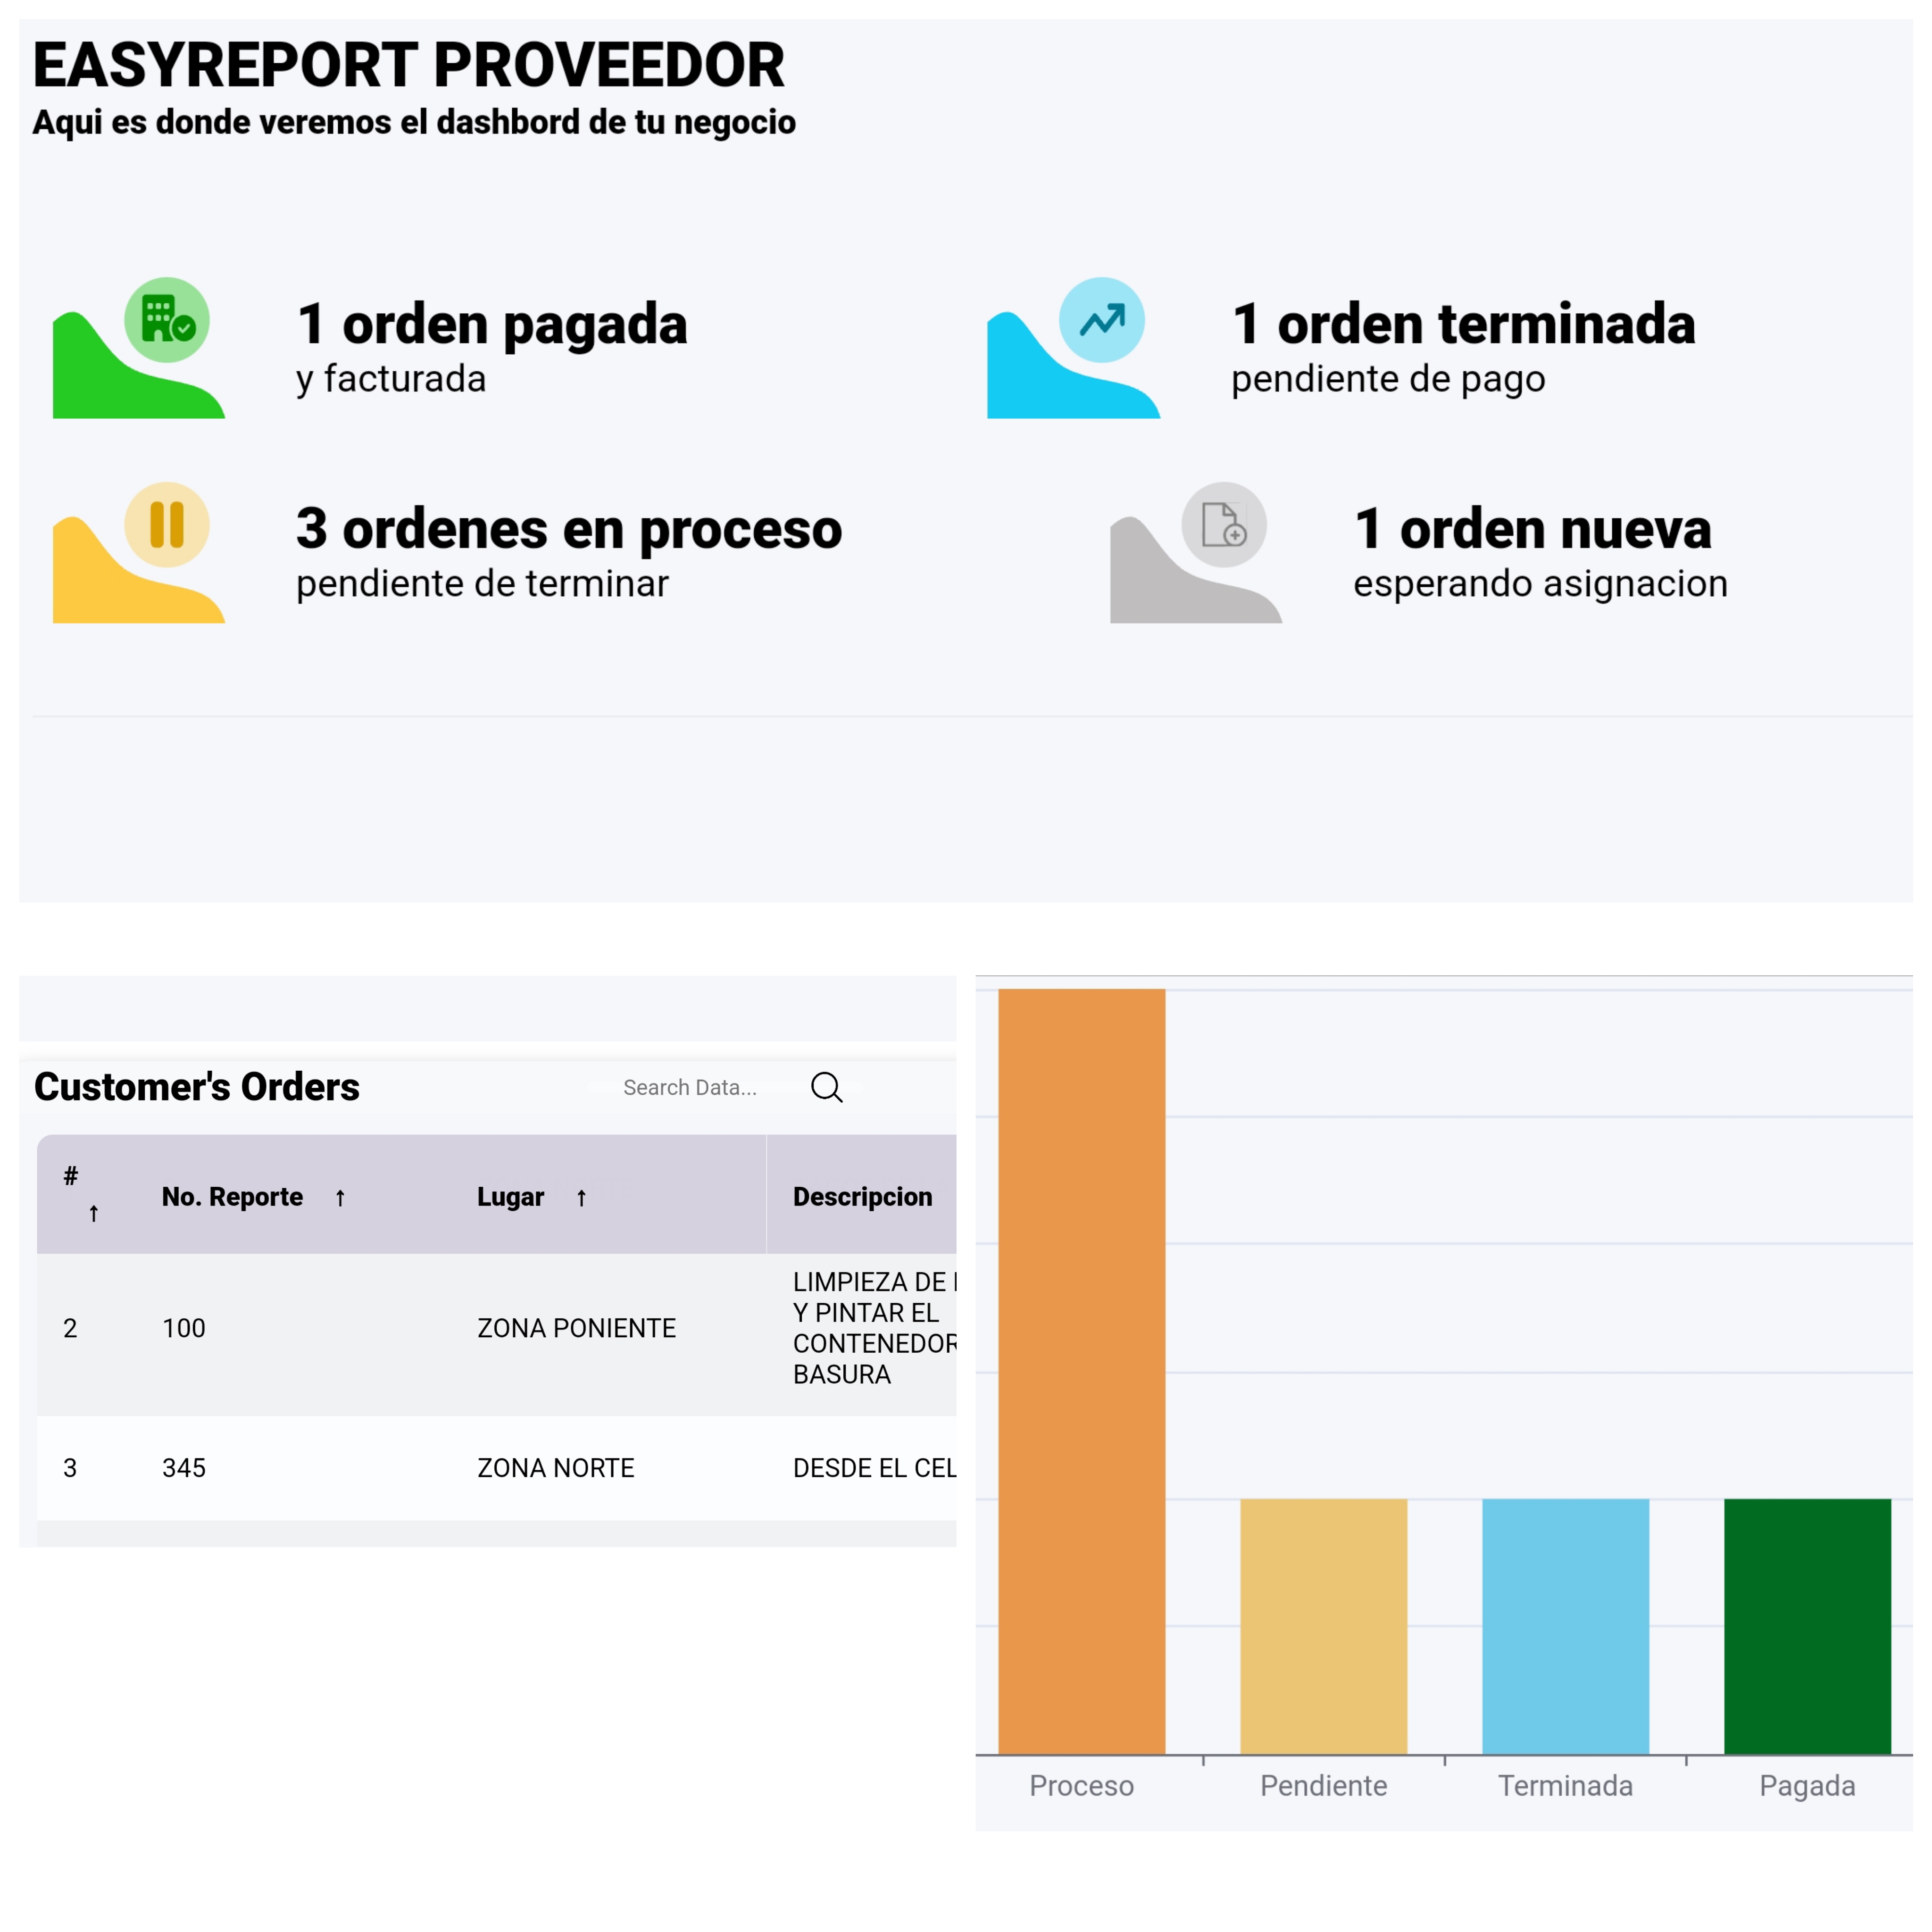 EASYREPORT PROVEEDOR
Aqui es donde veremos el dashbord de tu negocio
1 orden pagada
y facturada
1 orden terminada
pendiente de pago
3 ordenes en proceso
pendiente de terminar
1 orden nueva
esperando asignacion
Customer's Orders
Search Data...
#
↑
No. Reporte ↑
Lugar ↑
Descripcion
2
100
ZONA PONIENTE
LIMPIEZA DE
Y PINTAR EL
CONTENEDOR
BASURA
3
345
ZONA NORTE
DESDE EL CEL
Proceso
Pendiente
Terminada
Pagada